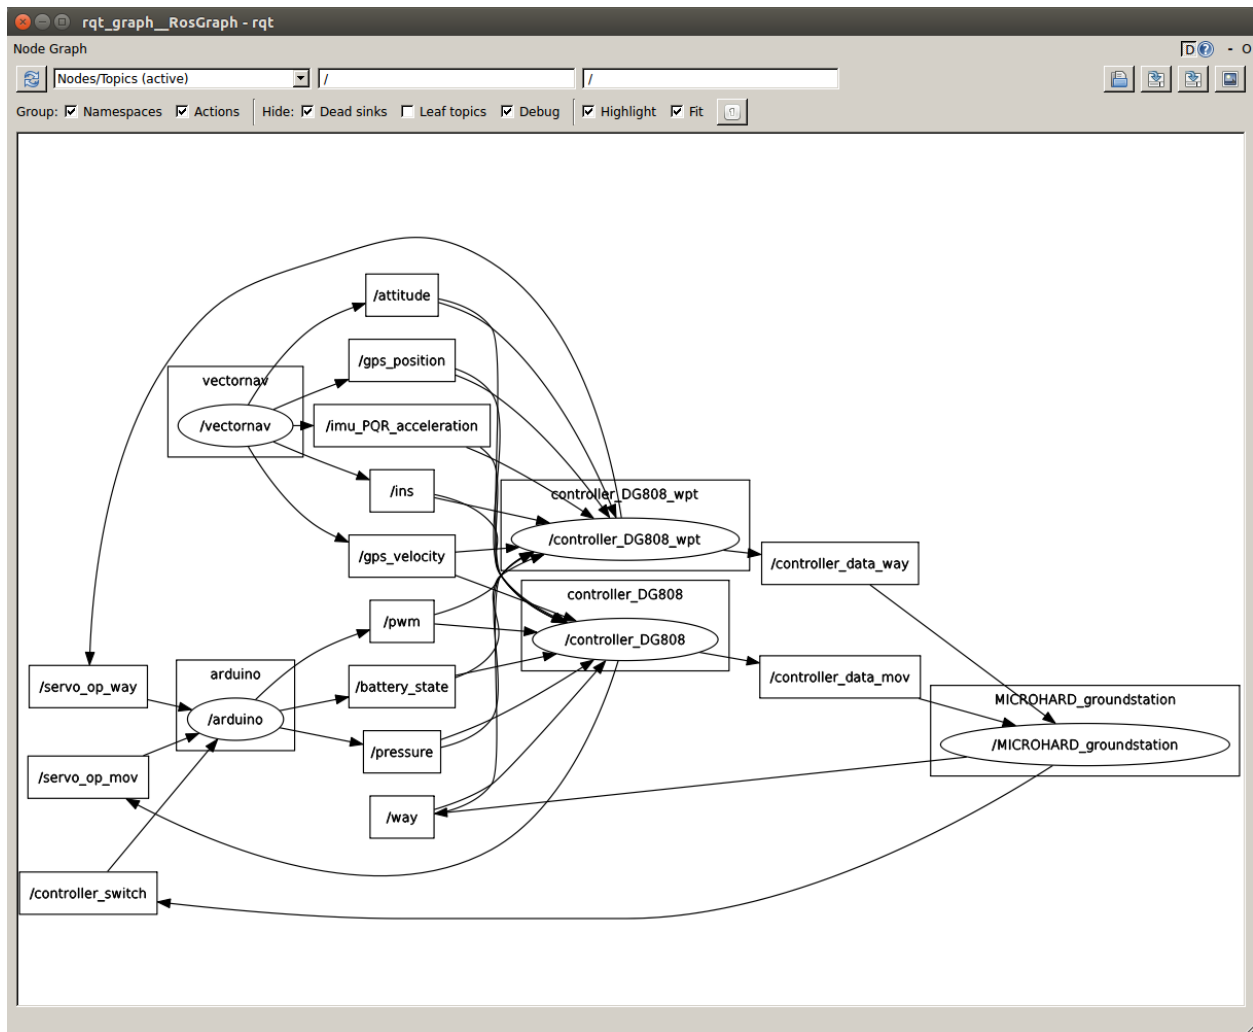 rqt_graph__RosGraph - rqt
Node Graph
D - O
Nodes/Topics (active) / /
Group: Namespaces Actions Hide: Dead sinks Leaf topics Debug Highlight Fit
/attitude
/gps_position
vectornav
/vectornav
/imu_PQR_acceleration
/ins
controller_DG808_wpt
/controller_DG808_wpt
/gps_velocity
/controller_data_way
controller_DG808
/pwm
/controller_DG808
/servo_op_way
arduino
/battery_state
/controller_data_mov
MICROHARD_groundstation
/arduino
/pressure
/MICROHARD_groundstation
/servo_op_mov
/way
/controller_switch